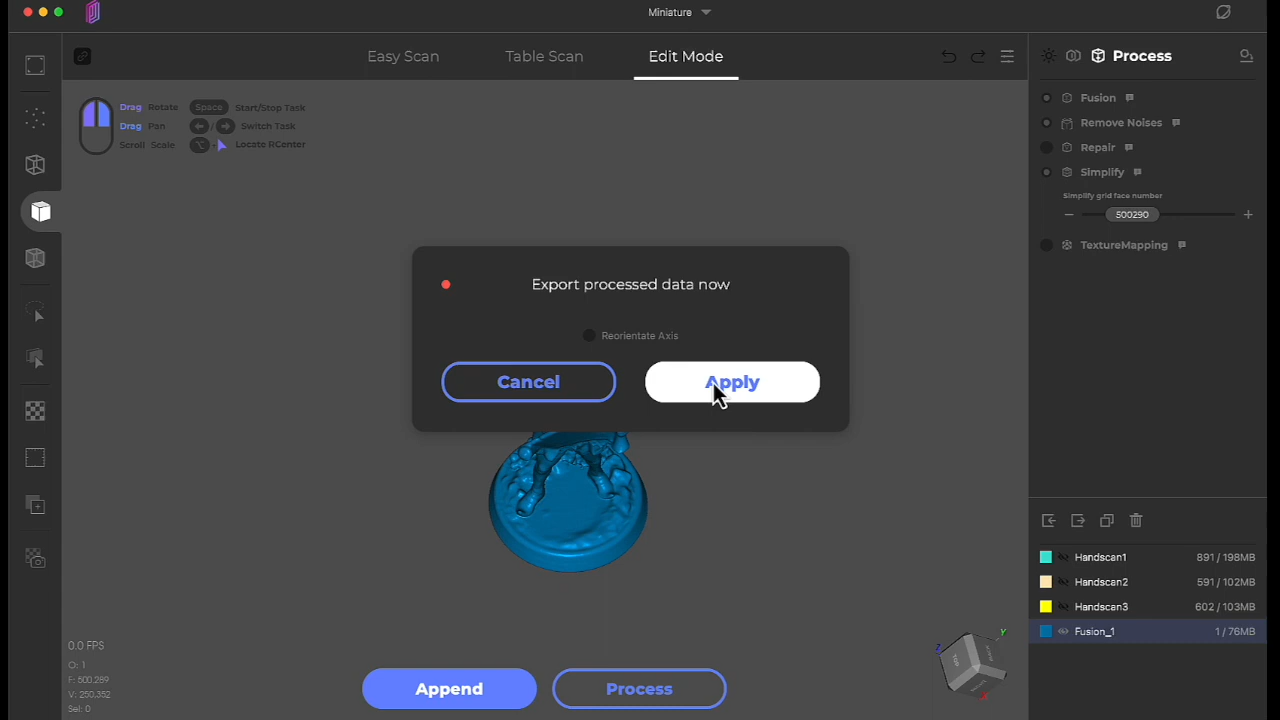 Miniature
Easy Scan
Table Scan
Edit Mode
Process
Drag Rotate Space Start/Stop Task
Drag Pan Switch Task
Scroll Scale Locate RCenter
Fusion
Remove Noises
Repair
Simplify
Simplify grid face number
500290
TextureMapping
Export processed data now
Reorientate Axis
Cancel
Apply
Handscan1 891 / 198MB
Handscan2 591 / 102MB
Handscan3 602 / 103MB
Fusion_1 1 / 76MB
0.0 FPS
O: 1
F: 500,289
V: 250,352
Sel: 0
Append
Process
Y
Z
X
TOP